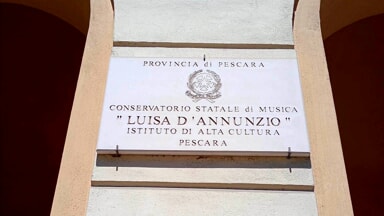 PROVINCIA di PESCARA
CONSERVATORIO STATALE di MUSICA
" LUISA D'ANNUNZIO "
ISTITUTO DI ALTA CULTURA
PESCARA